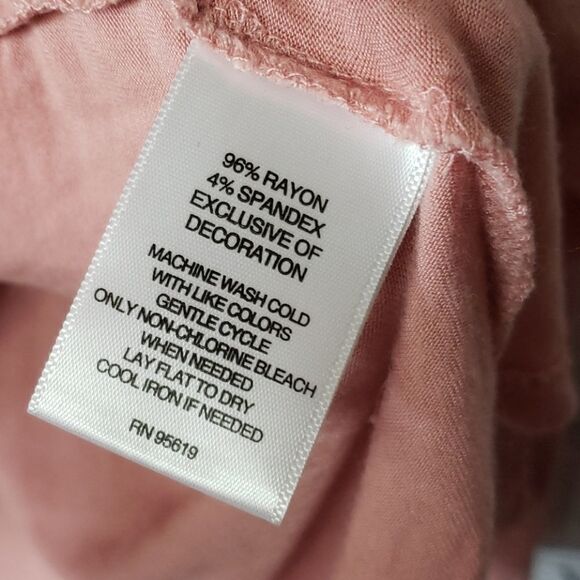 96% RAYON
4% SPANDEX
EXCLUSIVE OF
DECORATION
MACHINE WASH COLD
WITH LIKE COLORS
GENTLE CYCLE
ONLY NON-CHLORINE BLEACH
WHEN NEEDED
LAY FLAT TO DRY
COOL IRON IF NEEDED
RN 95619